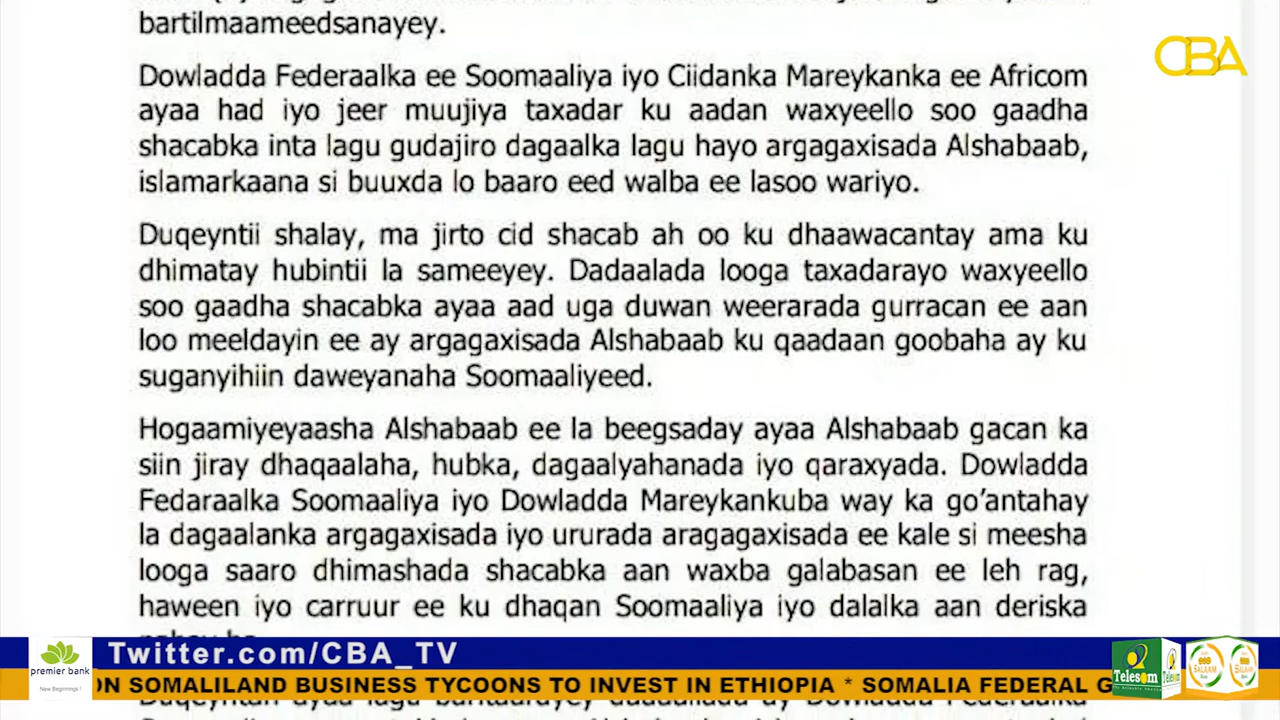 bartilmaameedsanayey.
CBA
Dowladda Federaalka ee Soomaaliya iyo Ciidanka Mareykanka ee Africom
ayaa had iyo jeer muujiya taxadar ku aadan waxyeello soo gaadha
shacabka inta lagu gudajiro dagaalka lagu hayo argagaxisada Alshabaab,
islamarkaana si buuxda lo baaro eed walba ee lasoo wariyo.
Duqeyntii shalay, ma jirto cid shacab ah oo ku dhaawacantay ama ku
dhimatay hubintii la sameeyey. Dadaalada looga taxadarayo waxyeello
soo gaadha shacabka ayaa aad uga duwan weerarada gurracan ee aan
loo meeldayin ee ay argagaxisada Alshabaab ku qaadaan goobaha ay ku
suganyihiin daweyanaha Soomaaliyeed.
Hogaamiyeyaasha Alshabaab ee la beegsaday ayaa Alshabaab gacan ka
siin jiray dhaqaalaha, hubka, dagaalyahanada iyo qaraxyada. Dowladda
Fedaraalka Soomaaliya iyo Dowladda Mareykankuba way ka go'antahay
la dagaalanka argagaxisada iyo ururada aragagaxisada ee kale si meesha
looga saaro dhimashada shacabka aan waxba galabasan ee leh rag,
haween iyo carruur ee ku dhaqan Soomaaliya iyo dalalka aan deriska
premier bank
New Beginnings !
Twitter.com/CBA_TV
ON SOMALILAND BUSINESS TYCOONS TO INVEST IN ETHIOPIA * SOMALIA FEDERAL G
Telesom
SALAAM
SALAAM